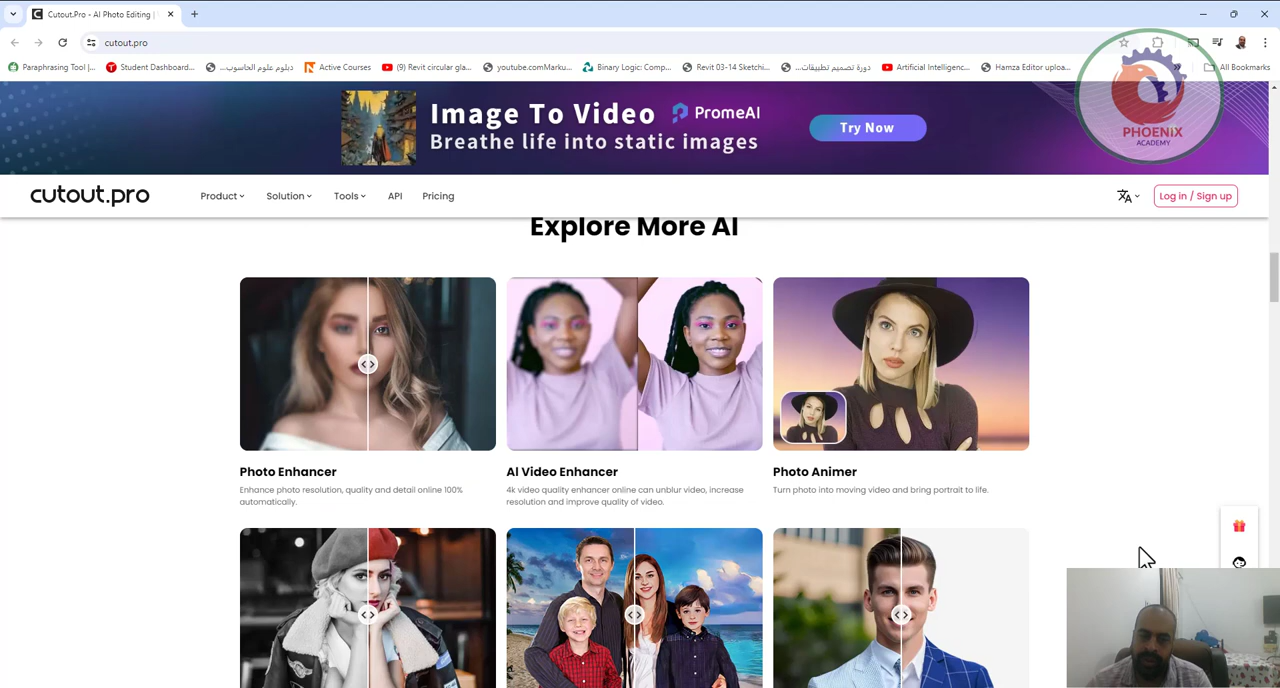 Cutout.Pro - AI Photo Editing |
cutout.pro
Paraphrasing Tool |...
Student Dashboard...
دبلوم علوم الحاسوب...
Active Courses
(9) Revit curtar gla...
youtube.comMarku...
Binary Logic: Comp...
Revit 03-14 Sketchi...
دورة تصميم تطبيقات...
Artificial Intelligenc...
Hamza Editor uploa...
All Bookmarks
Image To Video PromeAI
Breathe life into static images
Try Now
PHOENIX
ACADEMY
cutout.pro
Product
Solution
Tools
API
Pricing
Log in / Sign up
Explore More AI
Photo Enhancer
Enhance photo resolution, quality and detail online 100%
automatically.
AI Video Enhancer
4k video quality enhancer online can unblur video, increase
resolution and improve quality of video.
Photo Animer
Turn photo into moving video and bring portrait to life.